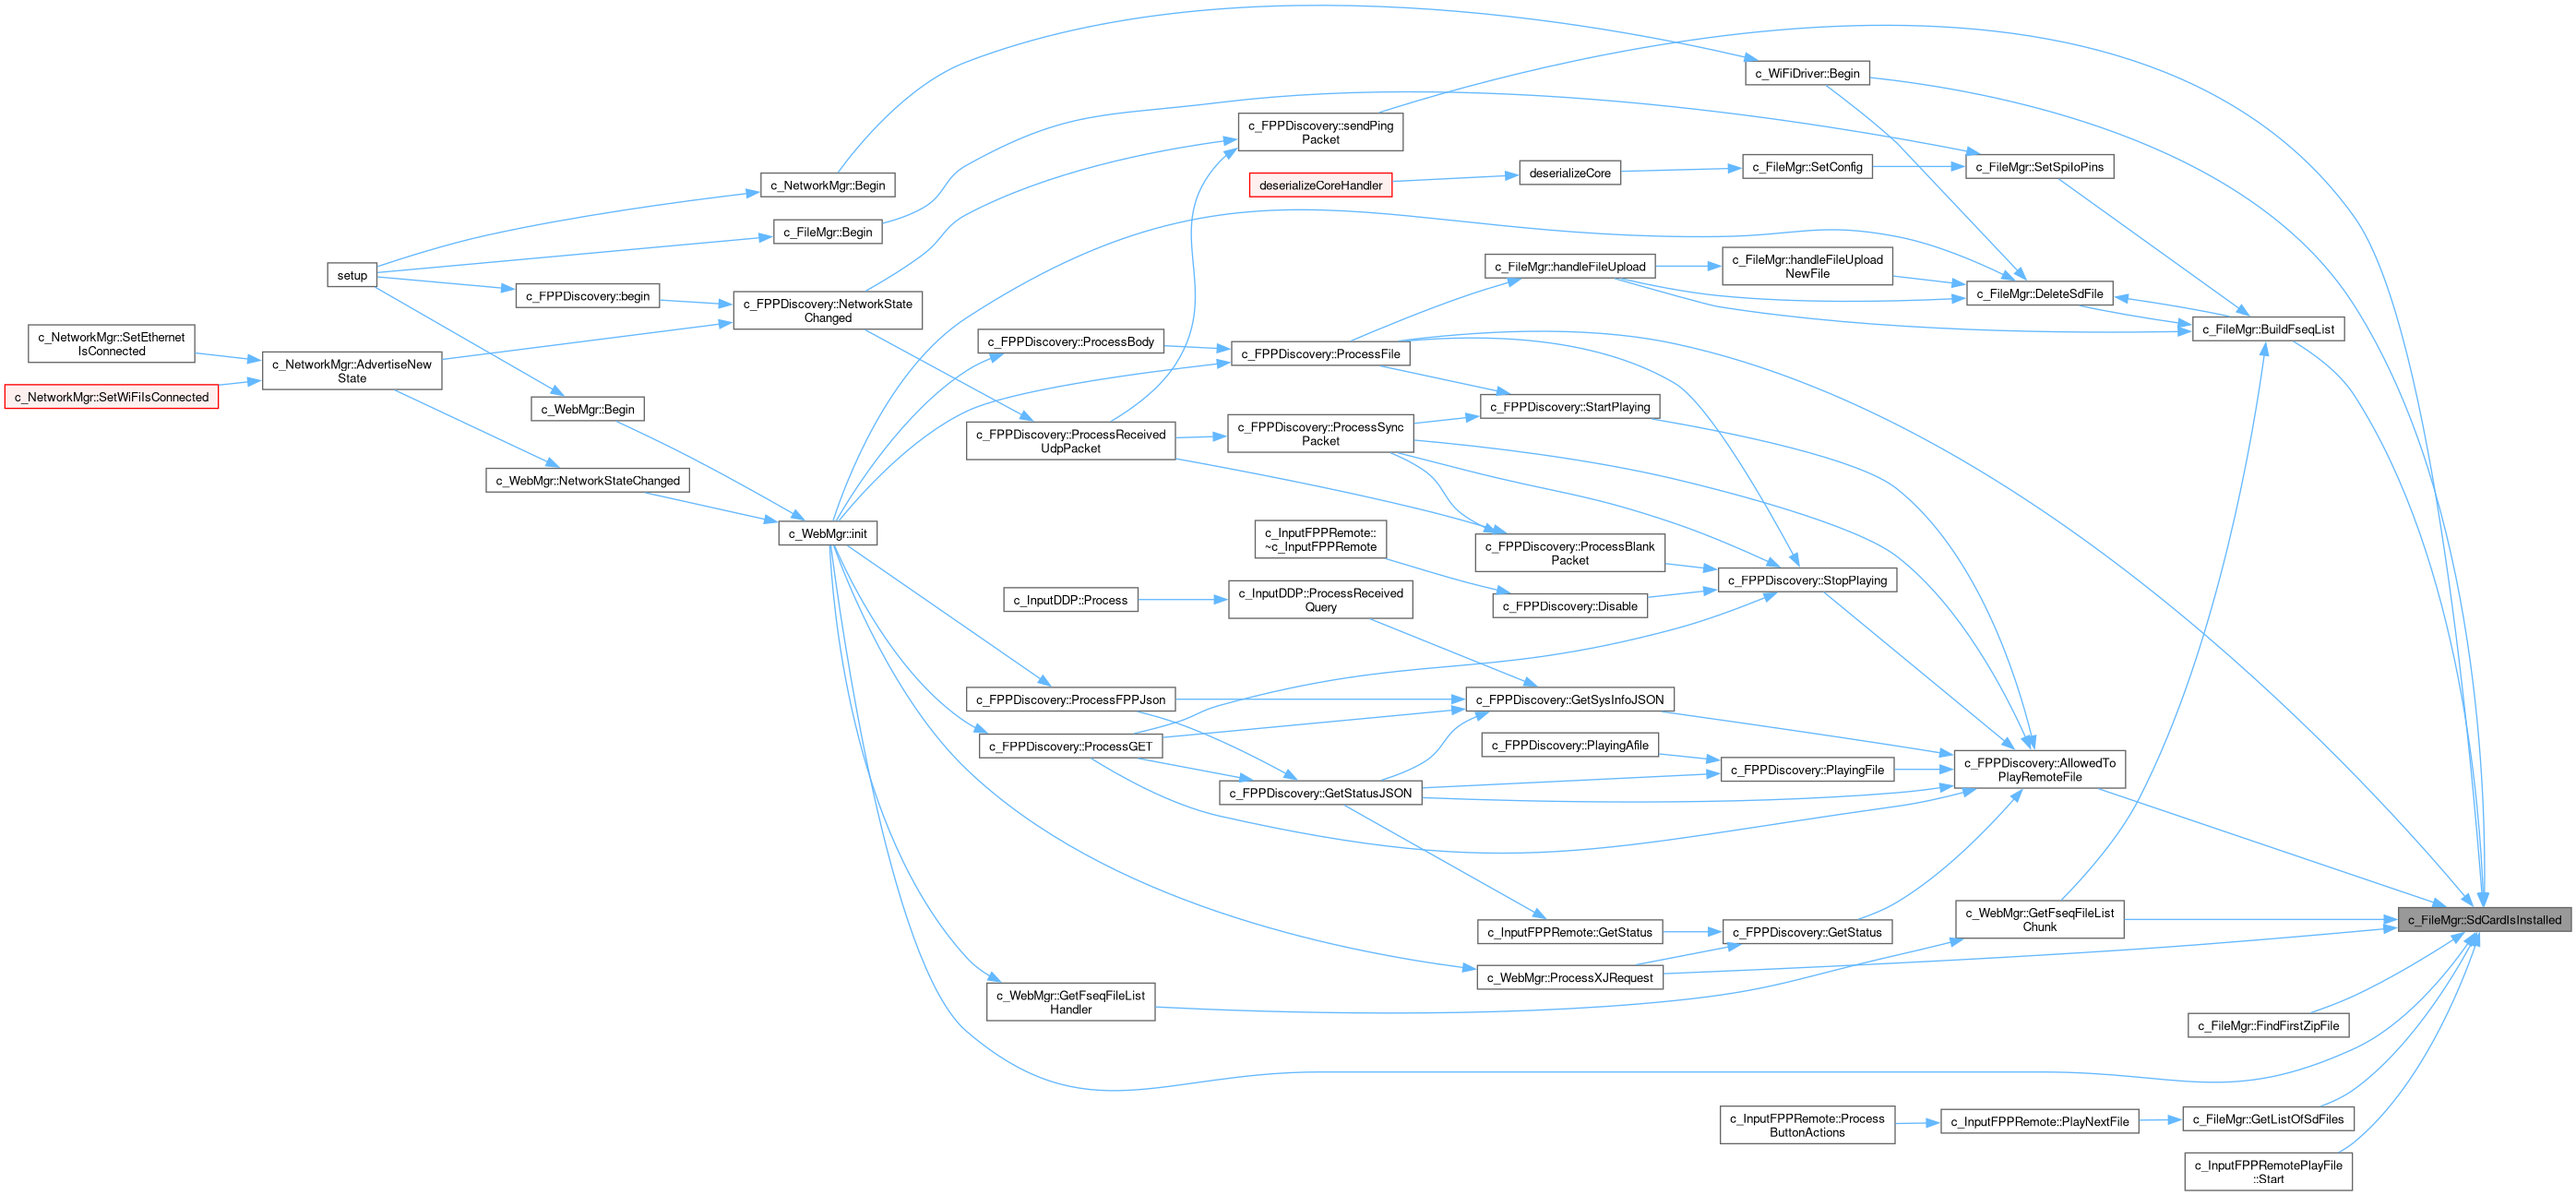 c_WiFiDriver::Begin
c_FPPDiscovery::sendPing
Packet
c_FileMgr::SetConfig
c_FileMgr::SetSpiIoPins
deserializeCore
deserializeCoreHandler
c_NetworkMgr::Begin
c_FileMgr::Begin
setup
c_FPPDiscovery::begin
c_FPPDiscovery::NetworkState
Changed
c_FileMgr::handleFileUpload
c_FileMgr::handleFileUpload
NewFile
c_FileMgr::DeleteSdFile
c_FileMgr::BuildFseqList
c_NetworkMgr::SetEthernet
IsConnected
c_NetworkMgr::AdvertiseNew
State
c_NetworkMgr::SetWiFiIsConnected
c_FPPDiscovery::ProcessBody
c_FPPDiscovery::ProcessFile
c_WebMgr::Begin
c_FPPDiscovery::StartPlaying
c_FPPDiscovery::ProcessReceived
UdpPacket
c_FPPDiscovery::ProcessSync
Packet
c_WebMgr::NetworkStateChanged
c_WebMgr::init
c_InputFPPRemote::
~c_InputFPPRemote
c_FPPDiscovery::ProcessBlank
Packet
c_FPPDiscovery::StopPlaying
c_InputDDP::Process
c_InputDDP::ProcessReceived
Query
c_FPPDiscovery::Disable
c_FPPDiscovery::ProcessFPPJson
c_FPPDiscovery::GetSysInfoJSON
c_FPPDiscovery::ProcessGET
c_FPPDiscovery::PlayingAfile
c_FPPDiscovery::PlayingFile
c_FPPDiscovery::AllowedTo
PlayRemoteFile
c_FPPDiscovery::GetStatusJSON
c_InputFPPRemote::GetStatus
c_FPPDiscovery::GetStatus
c_WebMgr::GetFseqFileList
Chunk
c_FileMgr::SdCardIsInstalled
c_WebMgr::ProcessXJRequest
c_WebMgr::GetFseqFileList
Handler
c_FileMgr::FindFirstZipFile
c_InputFPPRemote::Process
ButtonActions
c_InputFPPRemote::PlayNextFile
c_FileMgr::GetListOfSdFiles
c_InputFPPRemotePlayFile
::Start